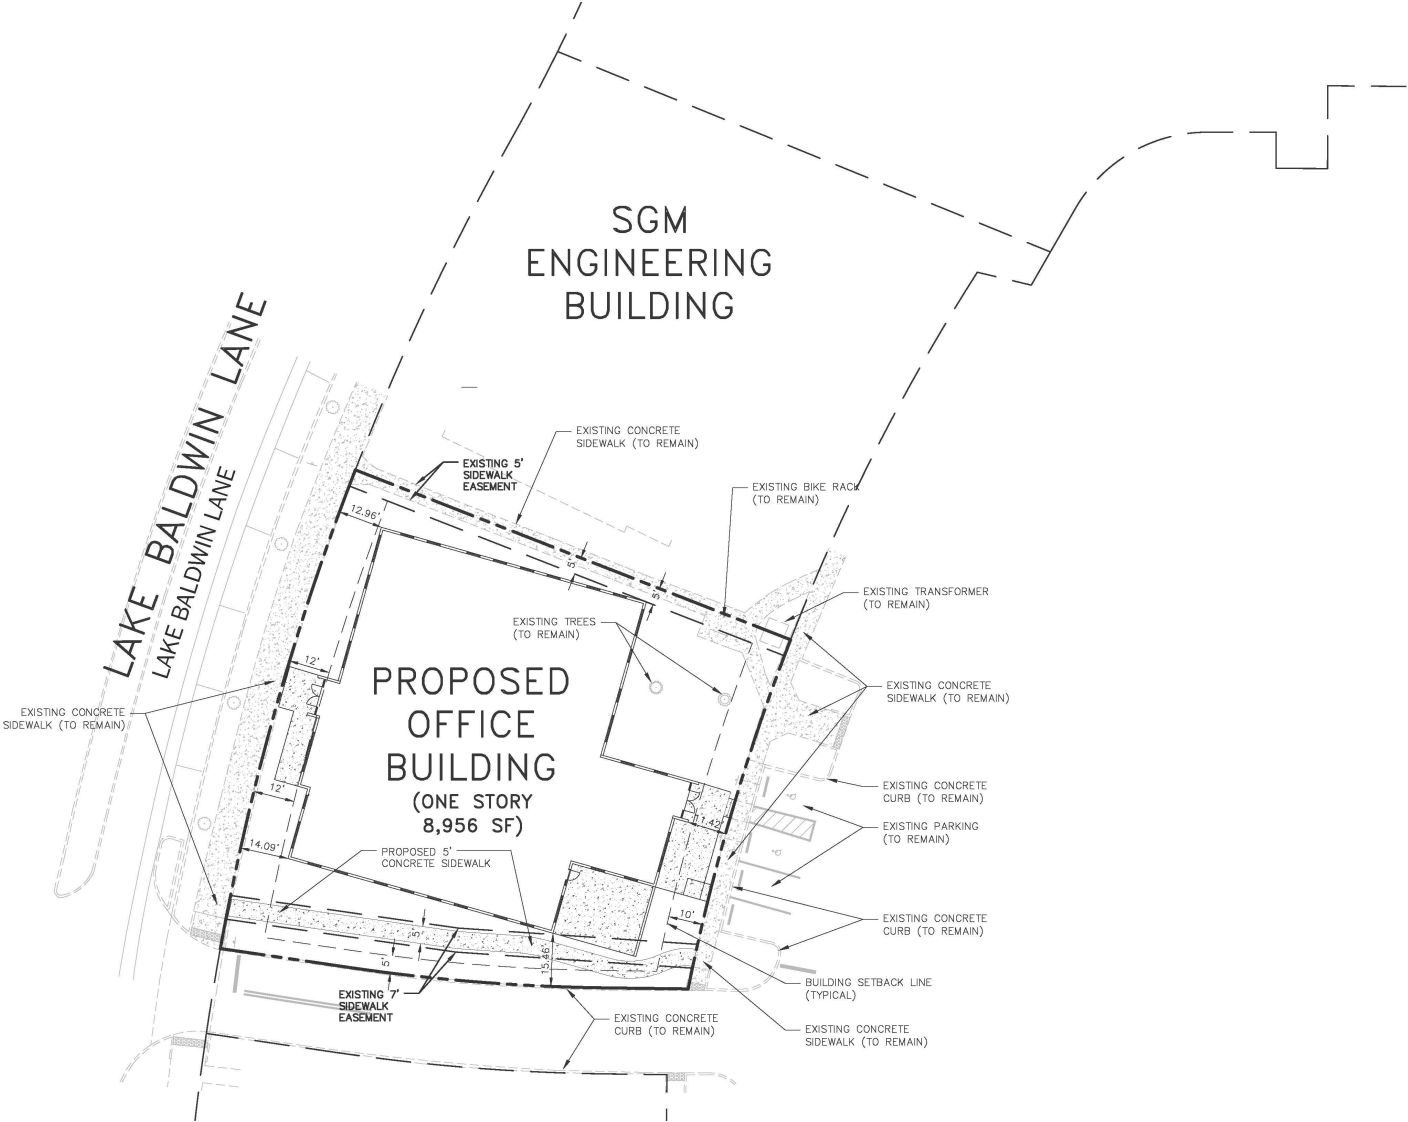 SGM
ENGINEERING
BUILDING
LAKE BALDWIN LANE
LAKE BALDWIN LANE
EXISTING CONCRETE
SIDEWALK (TO REMAIN)
EXISTING 5'
SIDEWALK
EASEMENT
EXISTING BIKE RACK
(TO REMAIN)
12.96'
5'
5'
EXISTING TRANSFORMER
(TO REMAIN)
EXISTING TREES
(TO REMAIN)
12'
PROPOSED
OFFICE
BUILDING
(ONE STORY
8,956 SF)
EXISTING CONCRETE
SIDEWALK (TO REMAIN)
EXISTING CONCRETE
SIDEWALK (TO REMAIN)
12'
EXISTING CONCRETE
CURB (TO REMAIN)
11.42'
EXISTING PARKING
(TO REMAIN)
14.09'
PROPOSED 5'
CONCRETE SIDEWALK
10'
EXISTING CONCRETE
CURB (TO REMAIN)
5'
15.46'
5'
BUILDING SETBACK LINE
(TYPICAL)
EXISTING 7'
SIDEWALK
EASEMENT
EXISTING CONCRETE
CURB (TO REMAIN)
EXISTING CONCRETE
SIDEWALK (TO REMAIN)